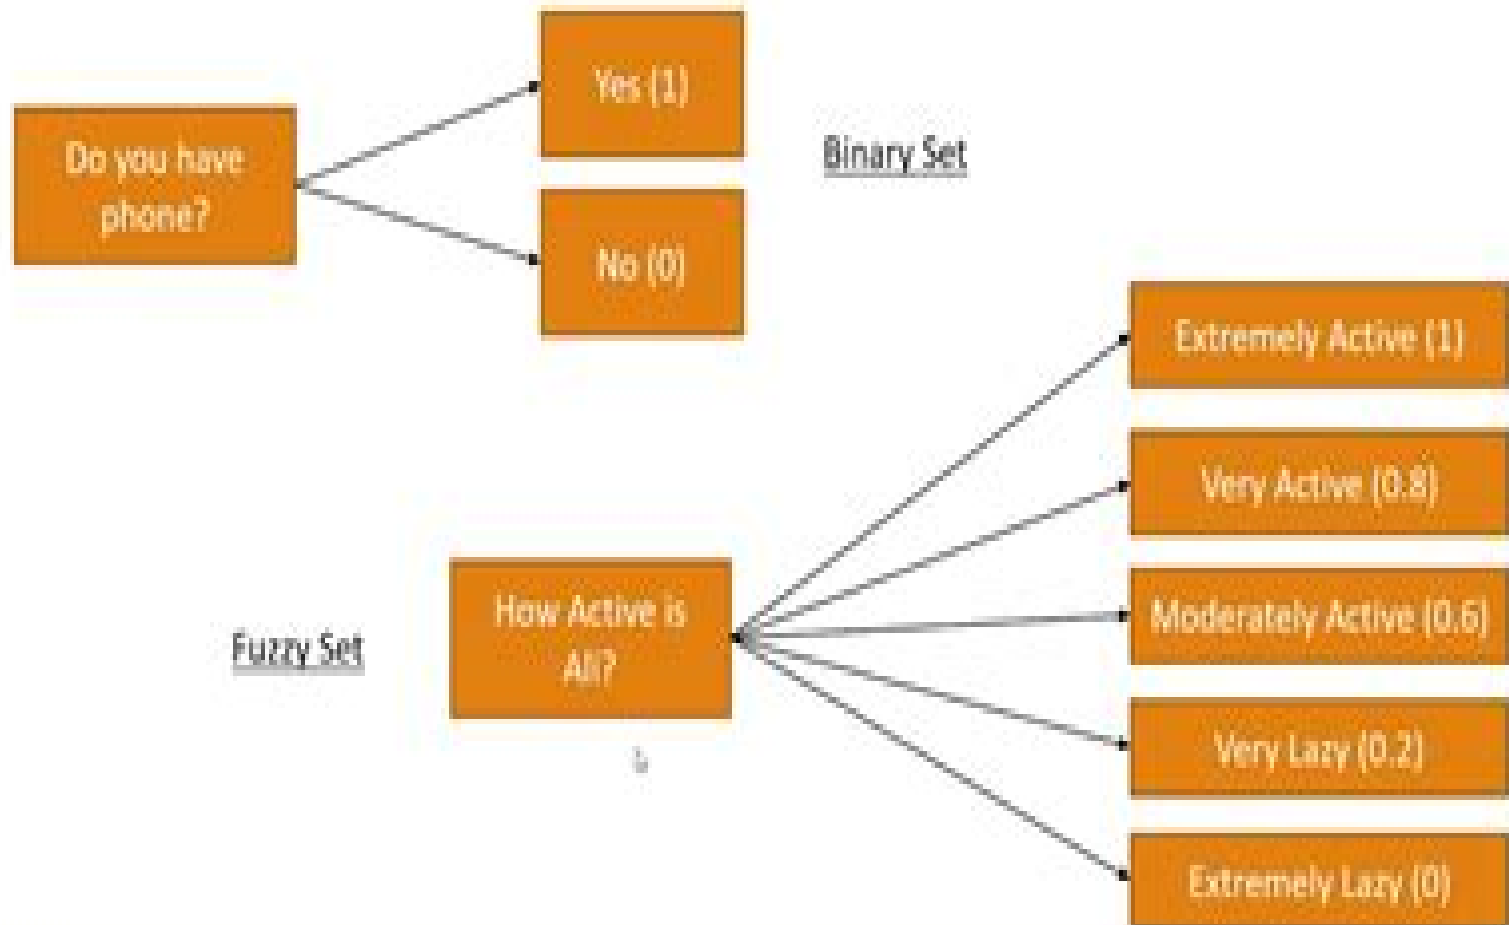 Do you have
phone?
Yes (1)
No (0)
Binary Set
Fuzzy Set
How Active is
Ali?
Extremely Active (1)
Very Active (0.8)
Moderately Active (0.6)
Very Lazy (0.2)
Extremely Lazy (0)